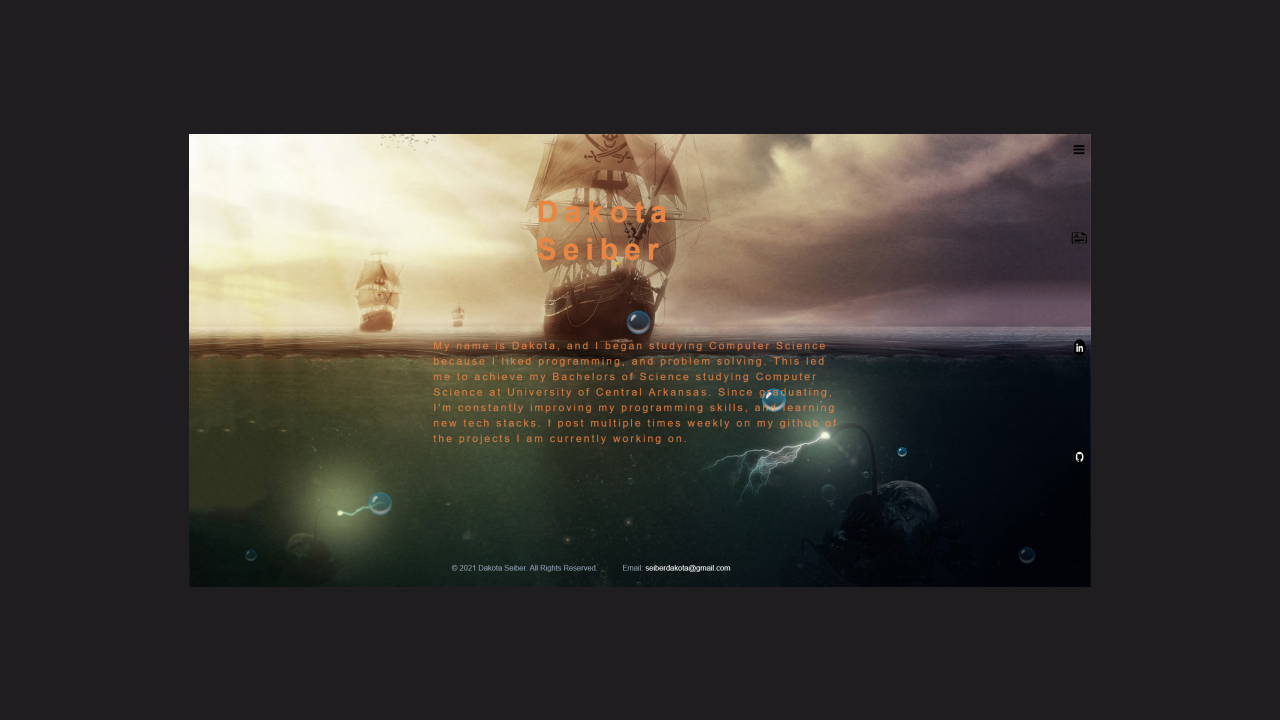 Dakota
Seiber
My name is Dakota, and I began studying Computer Science
because I liked programming, and problem solving. This led
me to achieve my Bachelors of Science studying Computer
Science at University of Central Arkansas. Since graduating,
I'm constantly improving my programming skills, and learning
new tech stacks. I post multiple times weekly on my github of
the projects I am currently working on.
in
© 2021 Dakota Seiber. All Rights Reserved. Email: seiberdakota@gmail.com